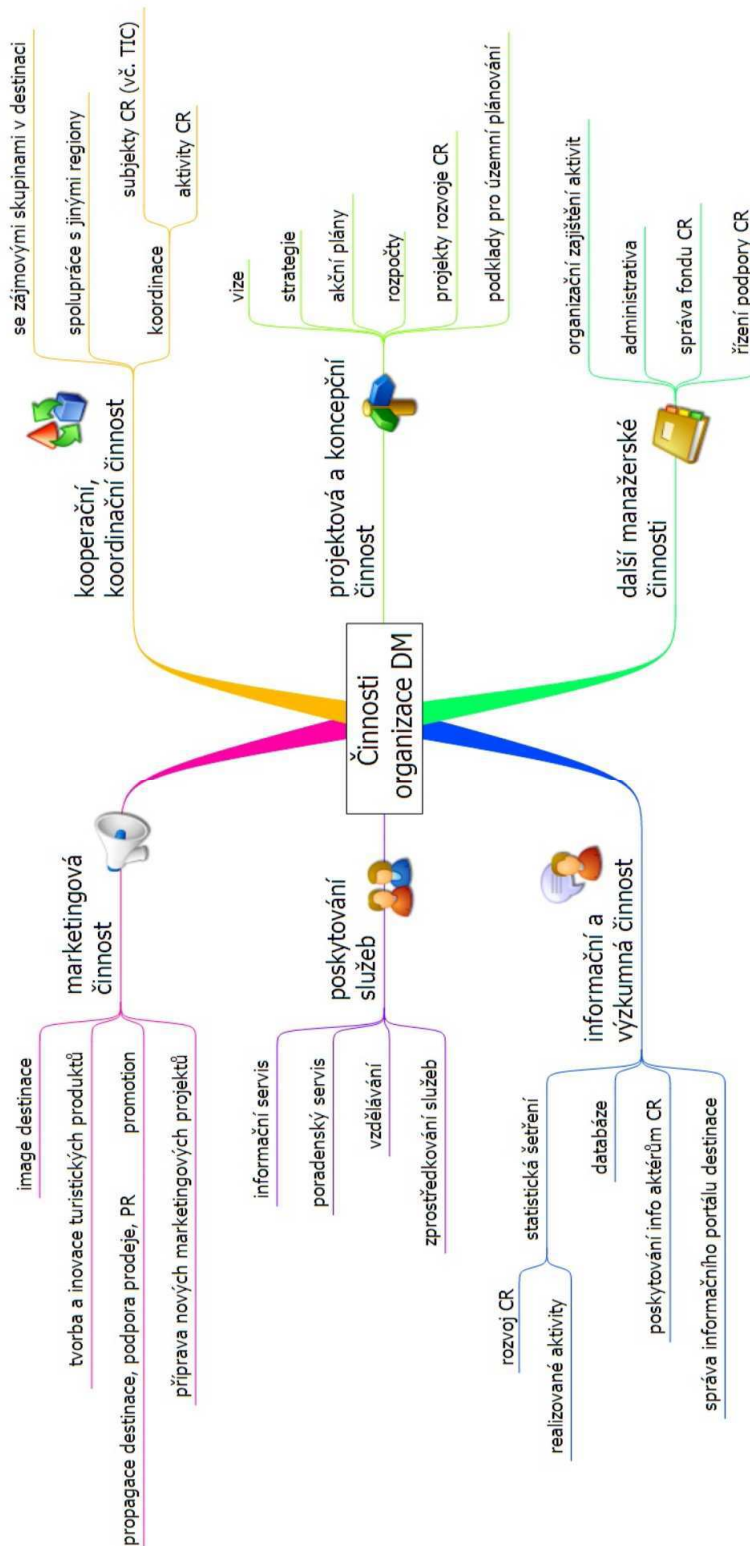 Činnosti
organizace DM
kooperační,
koordinační činnost
se zájmovými skupinami v destinaci
spolupráce s jinými regiony
koordinace
subjekty CR (vč. TIC)
aktivity CR
projektová a koncepční
činnost
vize
strategie
akční plány
rozpočty
projekty rozvoje CR
podklady pro územní plánování
další manažerské
činnosti
organizační zajištění aktivit
administrativa
správa fondu CR
řízení podpory CR
marketingová
činnost
image destinace
tvorba a inovace turistických produktů
promotion
propagace destinace, podpora prodeje, PR
příprava nových marketingových projektů
poskytování
služeb
informační servis
poradenský servis
vzdělávání
zprostředkování služeb
informační a
výzkumná činnost
statistická šetření
rozvoj CR
realizované aktivity
databáze
poskytování info aktérům CR
správa informačního portálu destinace